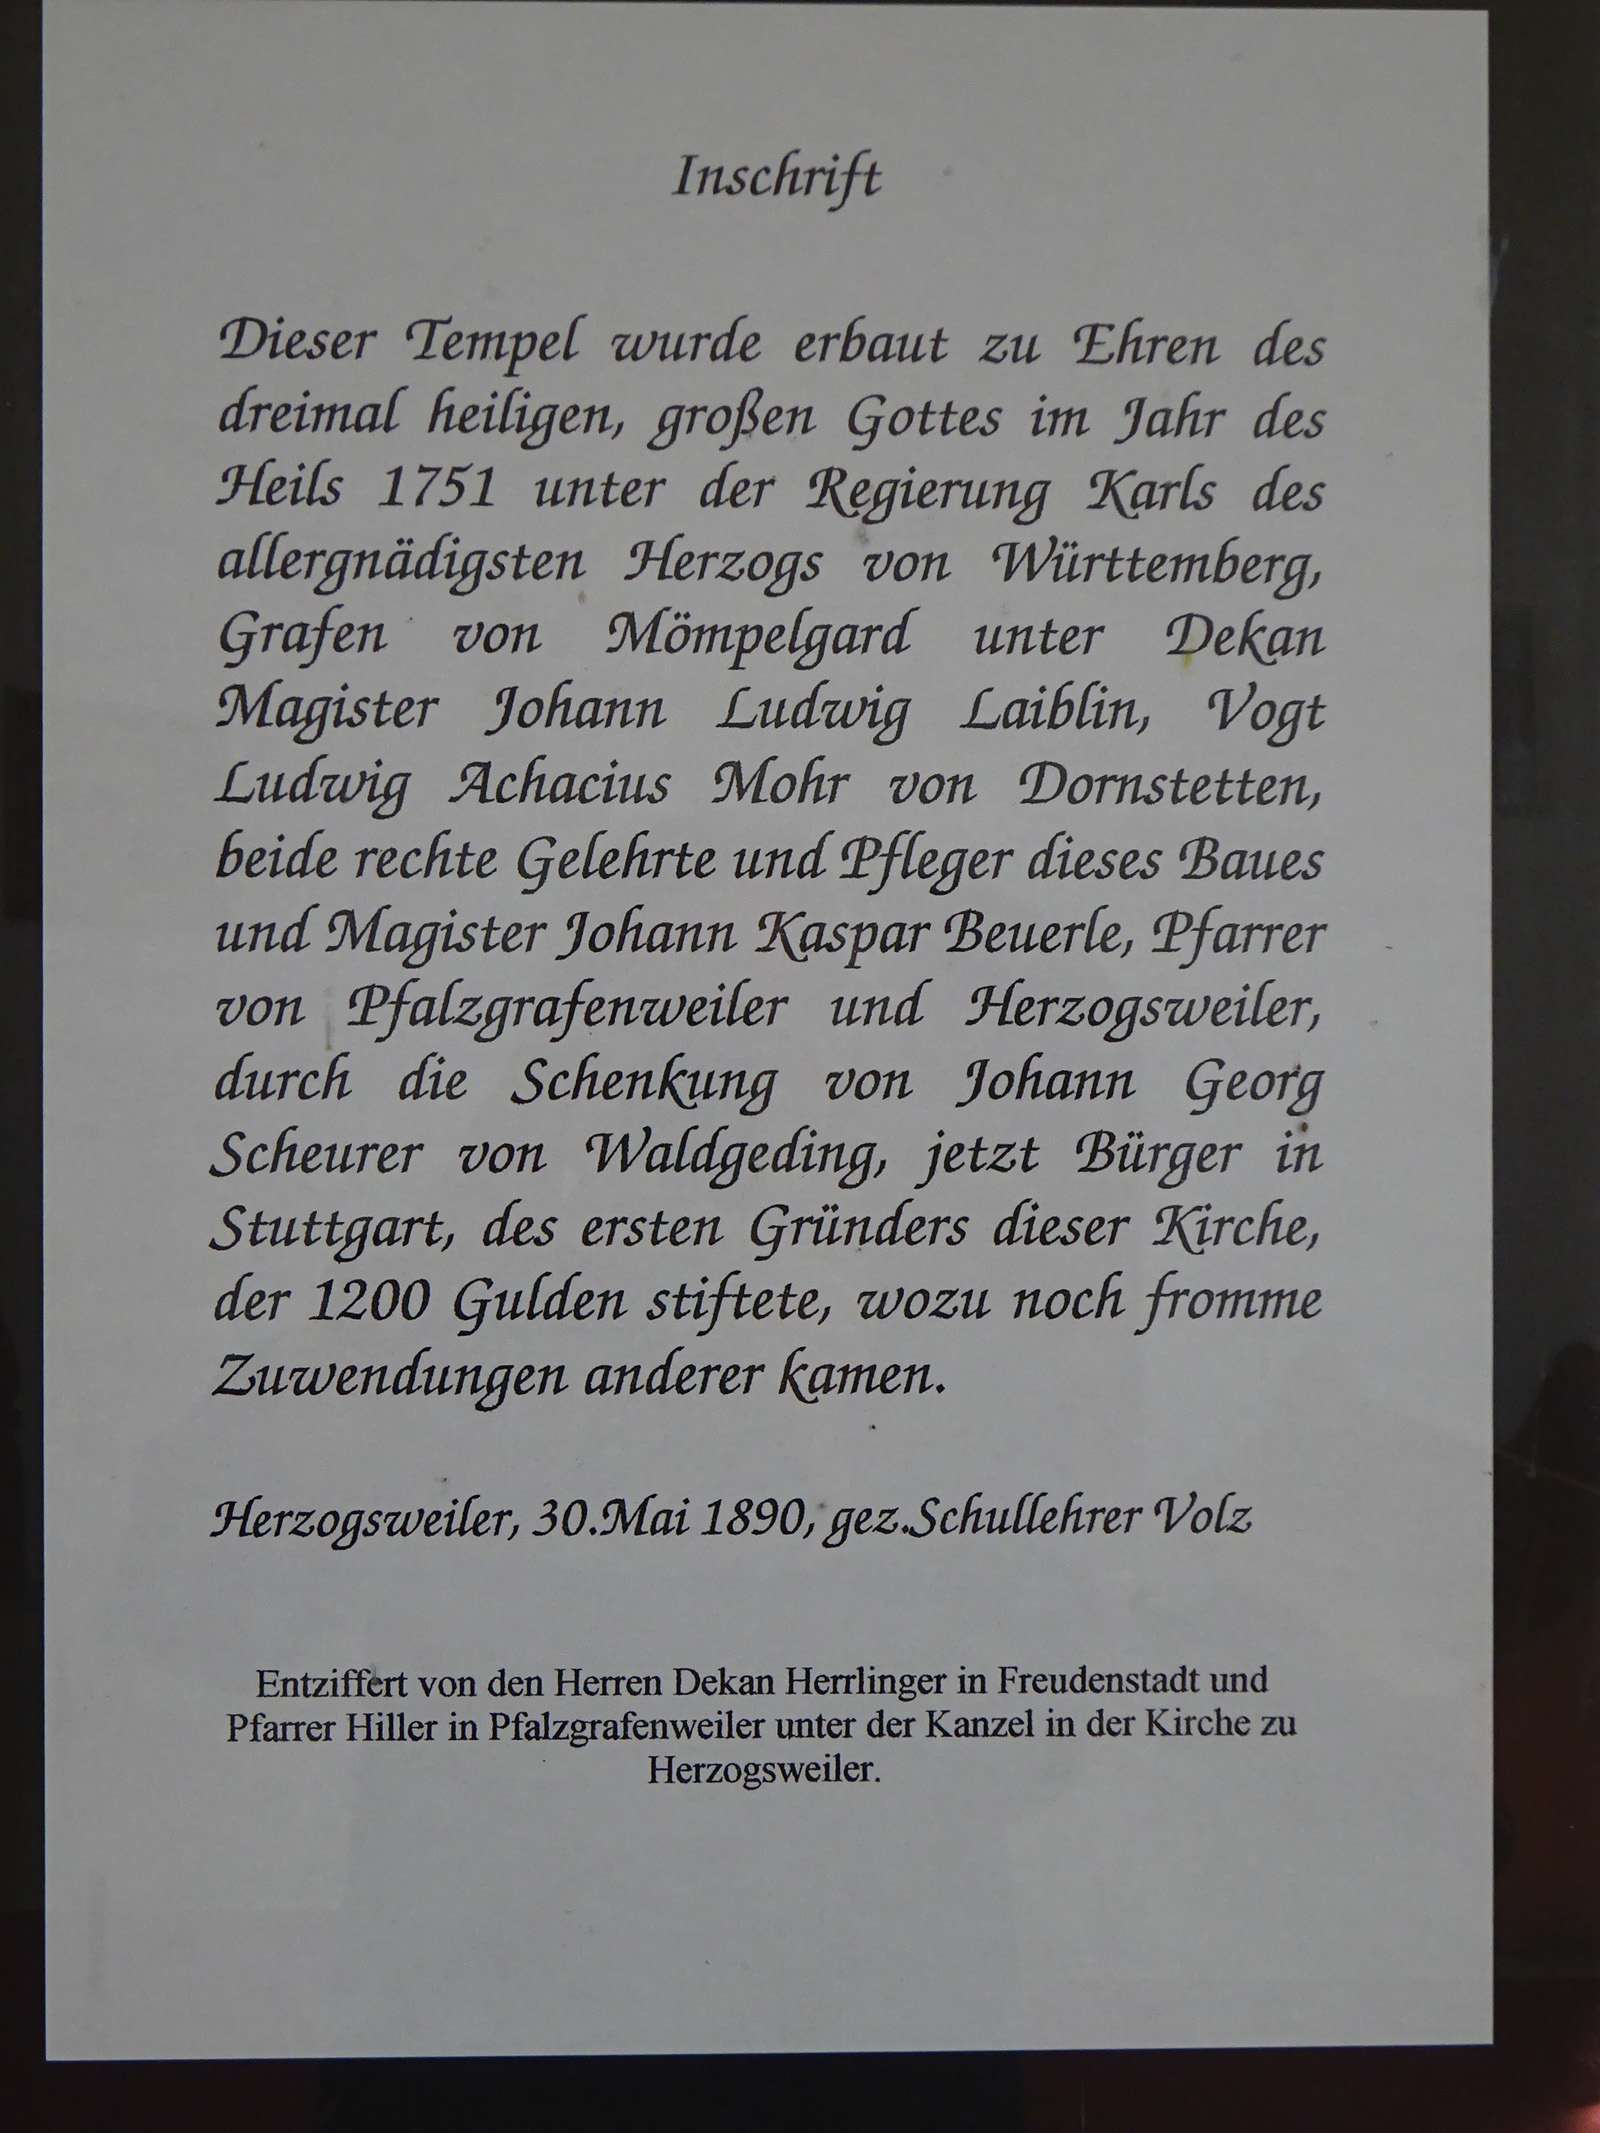 Inschrift
Dieser Tempel wurde erbaut zu Ehren des
dreimal heiligen, großen Gottes im Jahr des
Heils 1751 unter der Regierung Karls des
allergnädigsten Herzogs von Württemberg,
Grafen von Mömpelgard unter Dekan
Magister Johann Ludwig Laiblin, Vogt
Ludwig Achacius Mohr von Dornstetten,
beide rechte Gelehrte und Pfleger dieses Baues
und Magister Johann Kaspar Beuerle, Pfarrer
von Pfalzgrafenweiler und Herzogsweiler,
durch die Schenkung von Johann Georg
Scheurer von Waldgeding, jetzt Bürger in
Stuttgart, des ersten Gründers dieser Kirche,
der 1200 Gulden stiftete, wozu noch fromme
Zuwendungen anderer kamen.
Herzogsweiler, 30.Mai 1890, gez.Schullehrer Volz
Entziffert von den Herren Dekan Herrlinger in Freudenstadt und
Pfarrer Hiller in Pfalzgrafenweiler unter der Kanzel in der Kirche zu
Herzogsweiler.